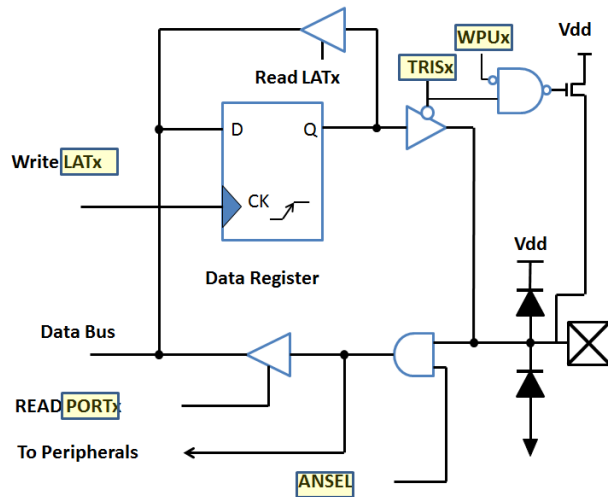 WPUx
Vdd
TRISx
Read LATx
D
Q
Write LATx
CK
Vdd
Data Register
Data Bus
READ PORTx
To Peripherals
ANSEL